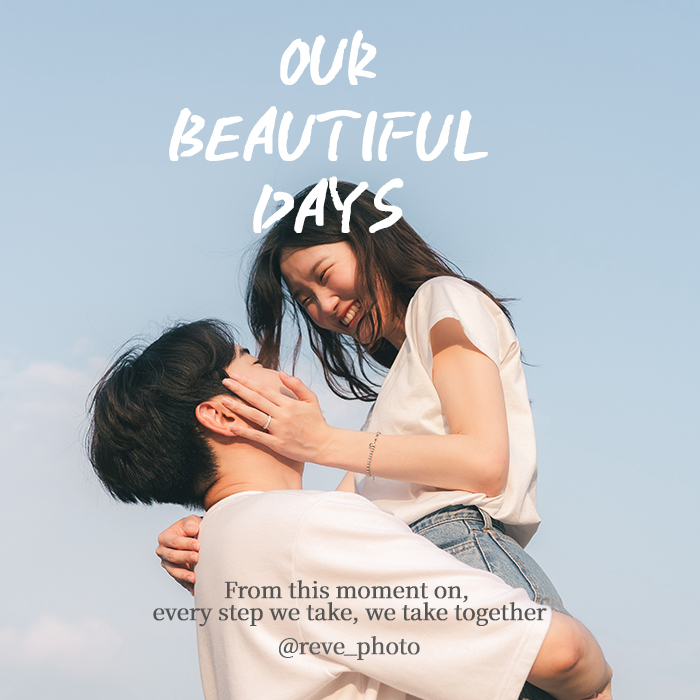 OUR
BEAUTIFUL
DAYS
From this moment on,
every step we take, we take together
@reve_photo